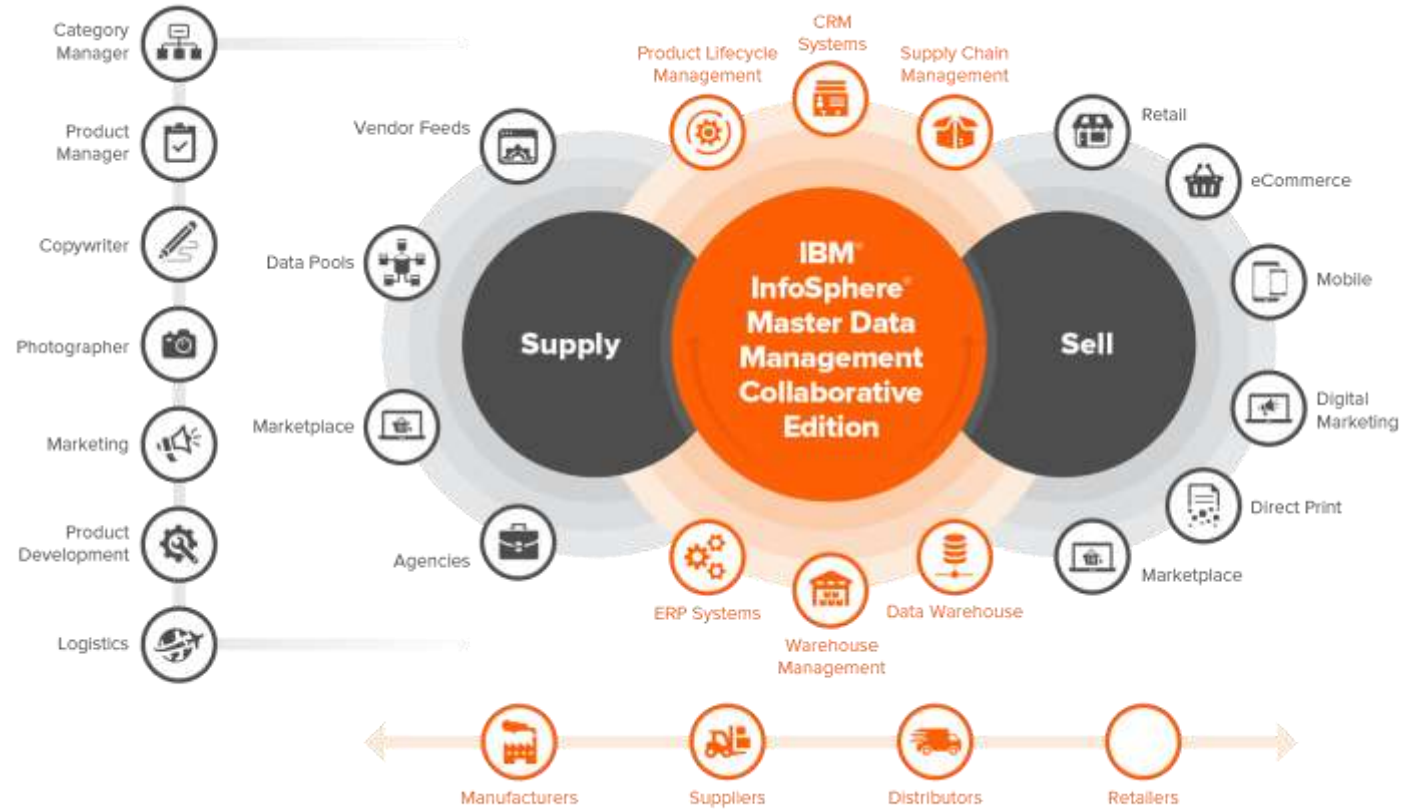 Category
Manager
Product
Manager
Copywriter
Photographer
Marketing
Product
Development
Logistics
Vendor Feeds
Data Pools
Marketplace
Agencies
Supply
Product Lifecycle
Management
CRM
Systems
Supply Chain
Management
IBM®
InfoSphere®
Master Data
Management
Collaborative
Edition
ERP Systems
Warehouse
Management
Data Warehouse
Sell
Retail
eCommerce
Mobile
Digital
Marketing
Direct Print
Marketplace
Manufacturers
Suppliers
Distributors
Retailers